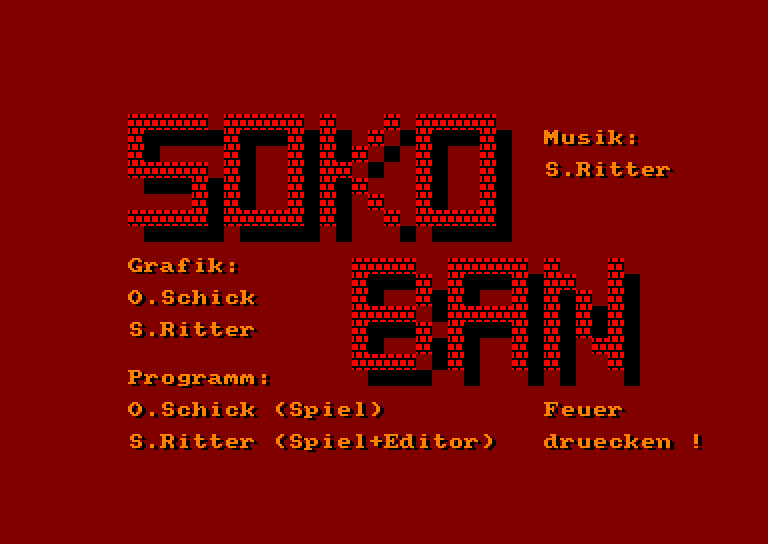 SOKO
BAN
Musik:
S.Ritter
Grafik:
O.Schick
S.Ritter
Programm:
O.Schick (Spiel)
S.Ritter (Spiel+Editor)
Feuer
druecken !